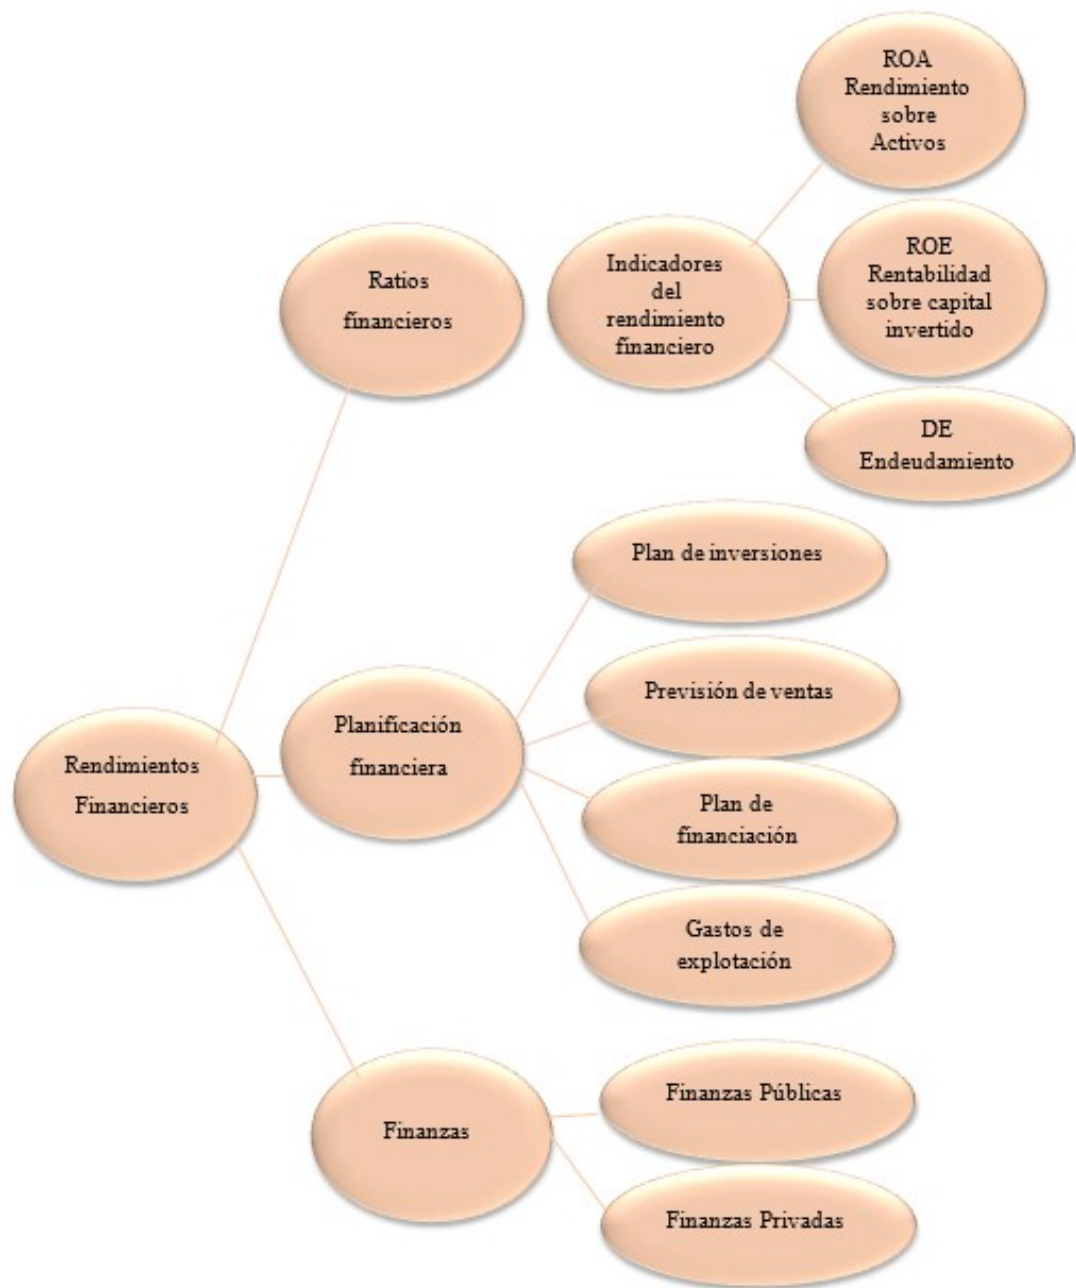 ROA
Rendimiento
sobre
Activos
Ratios
financieros
Indicadores
del
rendimiento
financiero
ROE
Rentabilidad
sobre capital
invertido
DE
Endeudamiento
Plan de inversiones
Previsión de ventas
Planificación
financiera
Rendimientos
Financieros
Plan de
financiación
Gastos de
explotación
Finanzas
Finanzas Públicas
Finanzas Privadas